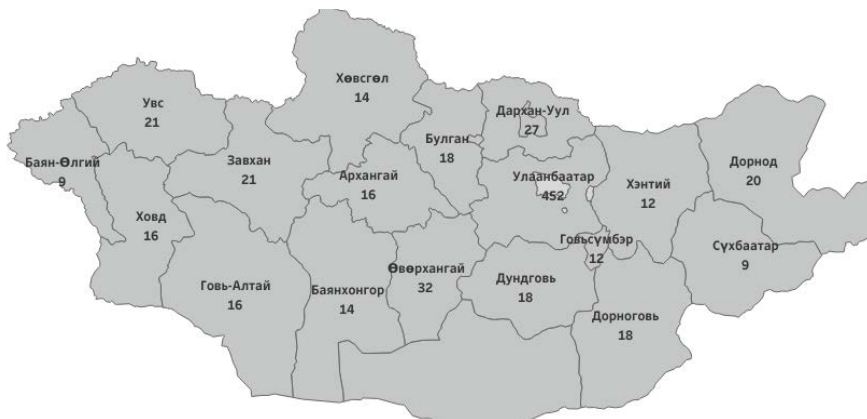 Хөвсгөл
14
Увс
21
Дархан-Уул
27
Булган
18
Баян-Өлгий
9
Завхан
21
Архангай
16
Улаанбаатар
452
Хэнтий
12
Дорнод
20
Ховд
16
Говьсүмбэр
12
Сүхбаатар
9
Говь-Алтай
16
Баянхонгор
14
Өвөрхангай
32
Дундговь
18
Дорноговь
18